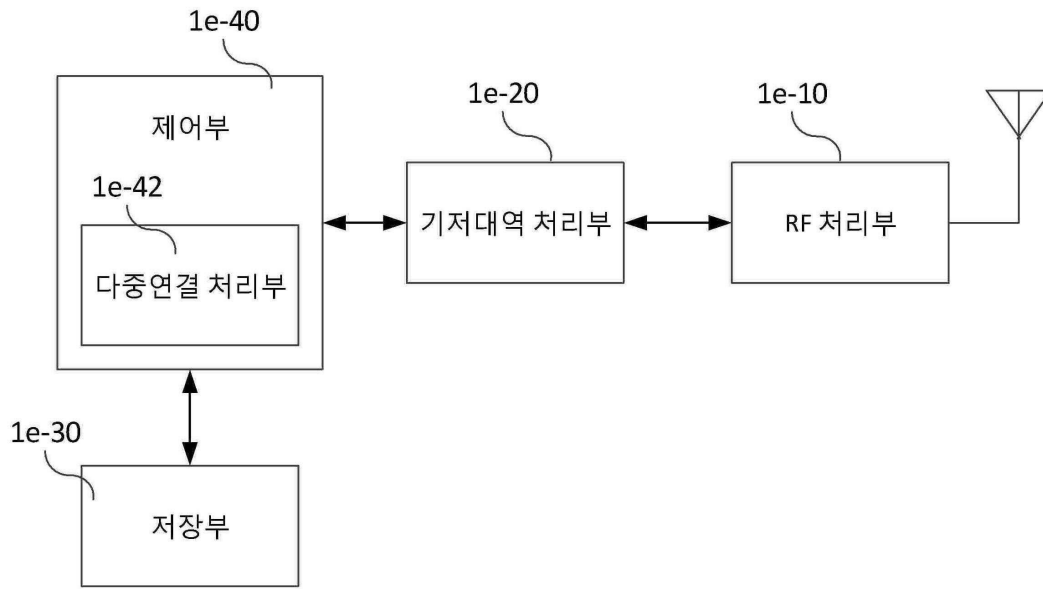 1e-40
제어부
1e-42
다중연결 처리부
1e-20
기저대역 처리부
1e-10
RF 처리부
1e-30
저장부